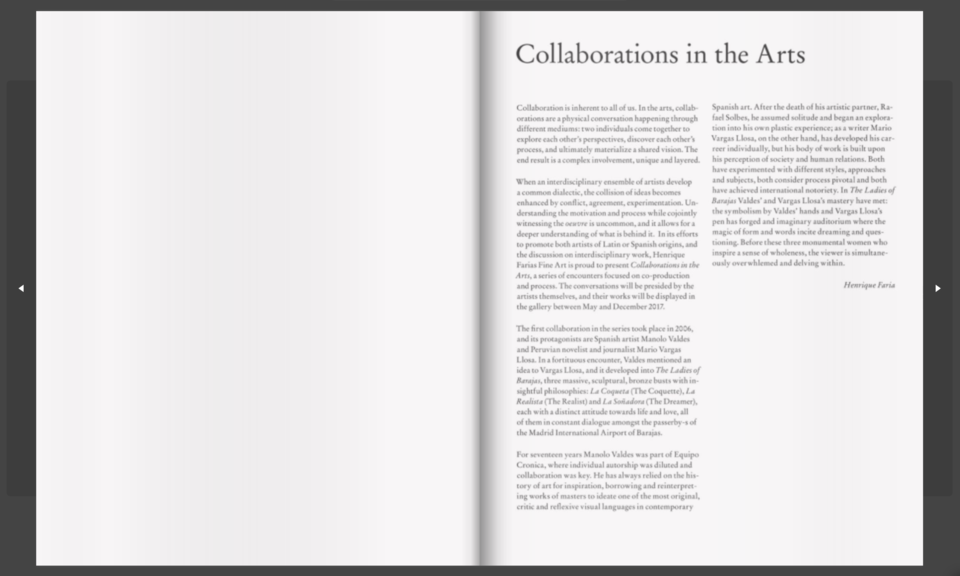 Collaborations in the Arts
Collaboration is inherent to all of us. In the arts, collab-
orations are a physical conversation happening through
different mediums: two individuals come together to
explore each other's perspectives, discover each other's
process, and ultimately materialize a shared vision. The
end result is a complex involvement, unique and layered.
When an interdisciplinary ensemble of artists develop
a common dialectic, the collision of ideas becomes
enhanced by conflict, agreement, experimentation. Un-
derstanding the motivation and process while cojointly
witnessing the oeuvre is uncommon, and it allows for a
deeper understanding of what is behind it. In its efforts
to promote both artists of Latin or Spanish origins, and
the discussion on interdisciplinary work, Henrique
Farias Fine Art is proud to present Collaborations in the
Arts, a series of encounters focused on co-production
and process. The conversations will be presided by the
artists themselves, and their works will be displayed in
the gallery between May and December 2017.
The first collaboration in the series took place in 2006,
and its protagonists are Spanish artist Manolo Valdes
and Peruvian novelist and journalist Mario Vargas
Llosa. In a fortituous encounter, Valdes mentioned an
idea to Vargas Llosa, and it developed into The Ladies of
Barajas, three massive, sculptural, bronze busts with in-
sightful philosophies: La Coqueta (The Coquette), La
Realista (The Realist) and La Soñadora (The Dreamer),
each with a distinct attitude towards life and love, all
of them in constant dialogue amongst the passerby-s of
the Madrid International Airport of Barajas.
For seventeen years Manolo Valdes was part of Equipo
Cronica, where individual autorship was diluted and
collaboration was key. He has always relied on the his-
tory of art for inspiration, borrowing and reinterpret-
ing works of masters to ideate one of the most original,
critic and reflexive visual languages in contemporary
Spanish art. After the death of his artistic partner, Ra-
fael Solbes, he assumed solitude and began an explora-
tion into his own plastic experience; as a writer Mario
Vargas Llosa, on the other hand, has developed his car-
reer individually, but his body of work is built upon
his perception of society and human relations. Both
have experimented with different styles, approaches
and subjects, both consider process pivotal and both
have achieved international notoriety. In The Ladies of
Barajas Valdes' and Vargas Llosa's mastery have met:
the symbolism by Valdes' hands and Vargas Llosa's
pen has forged and imaginary auditorium where the
magic of form and words incite dreaming and ques-
tioning. Before these three monumental women who
inspire a sense of wholeness, the viewer is simultane-
ously overwhlemed and delving within.
Henrique Faria